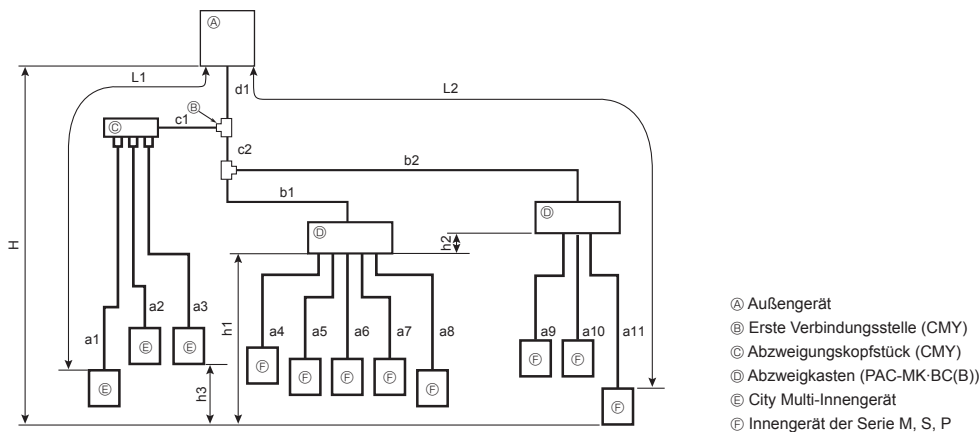 Ⓐ
L1
d1
L2
Ⓑ
Ⓒ
c1
c2
b2
b1
Ⓓ
Ⓓ
h2
H
a1
a2
a3
h1
a4
a5
a6
a7
a8
a9
a10
a11
Ⓔ
Ⓔ
Ⓔ
h3
Ⓕ
Ⓕ
Ⓕ
Ⓕ
Ⓕ
Ⓕ
Ⓕ
Ⓕ
Ⓐ Außengerät
Ⓑ Erste Verbindungsstelle (CMY)
Ⓒ Abzweigungskopfstück (CMY)
Ⓓ Abzweigkasten (PAC-MK·BC(B))
Ⓔ City Multi-Innengerät
Ⓕ Innengerät der Serie M, S, P